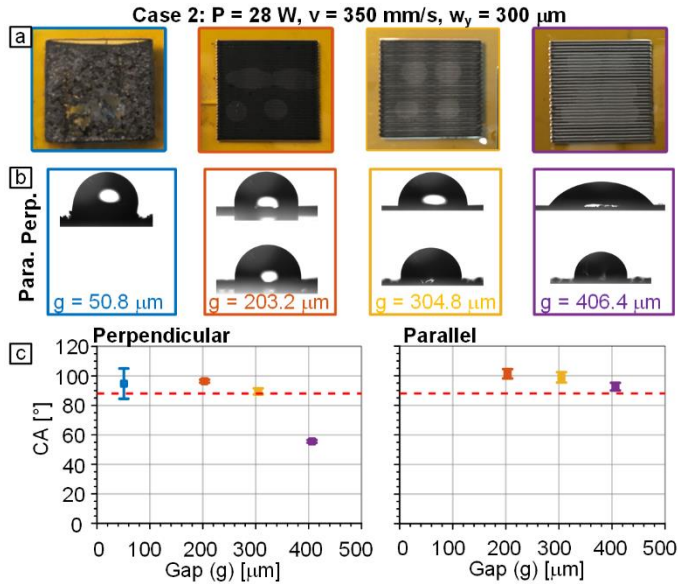 Case 2: P = 28 W, v = 350 mm/s, wy = 300 μm
a
b
Para. Perp.
g = 50.8 μm
g = 203.2 μm
g = 304.8 μm
g = 406.4 μm
c
Perpendicular
Parallel
CA [°]
120
100
80
60
40
20
0
0 100 200 300 400 500
0 100 200 300 400 500
Gap (g) [μm]
Gap (g) [μm]